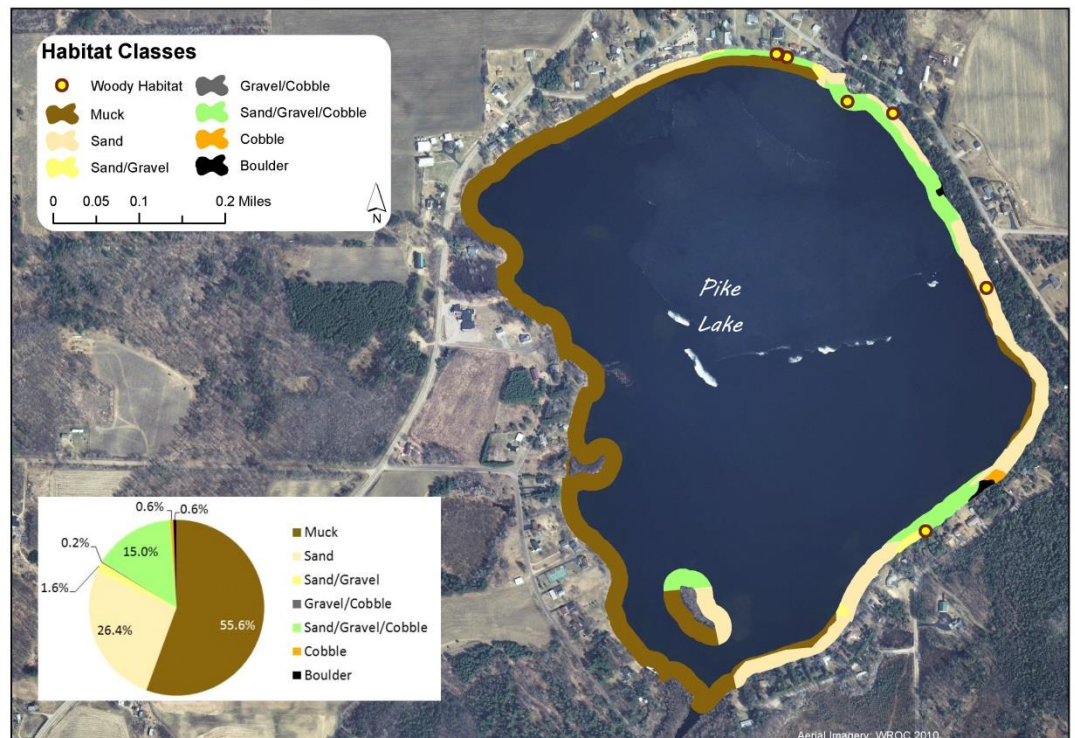 Habitat Classes
Woody Habitat
Muck
Sand
Sand/Gravel
Gravel/Cobble
Sand/Gravel/Cobble
Cobble
Boulder
0 0.05 0.1 0.2 Miles
N
Pike
Lake
0.6%
0.6%
0.2%
15.0%
1.6%
26.4%
55.6%
Muck
Sand
Sand/Gravel
Gravel/Cobble
Sand/Gravel/Cobble
Cobble
Boulder
Aerial Imagery: WROC 2010